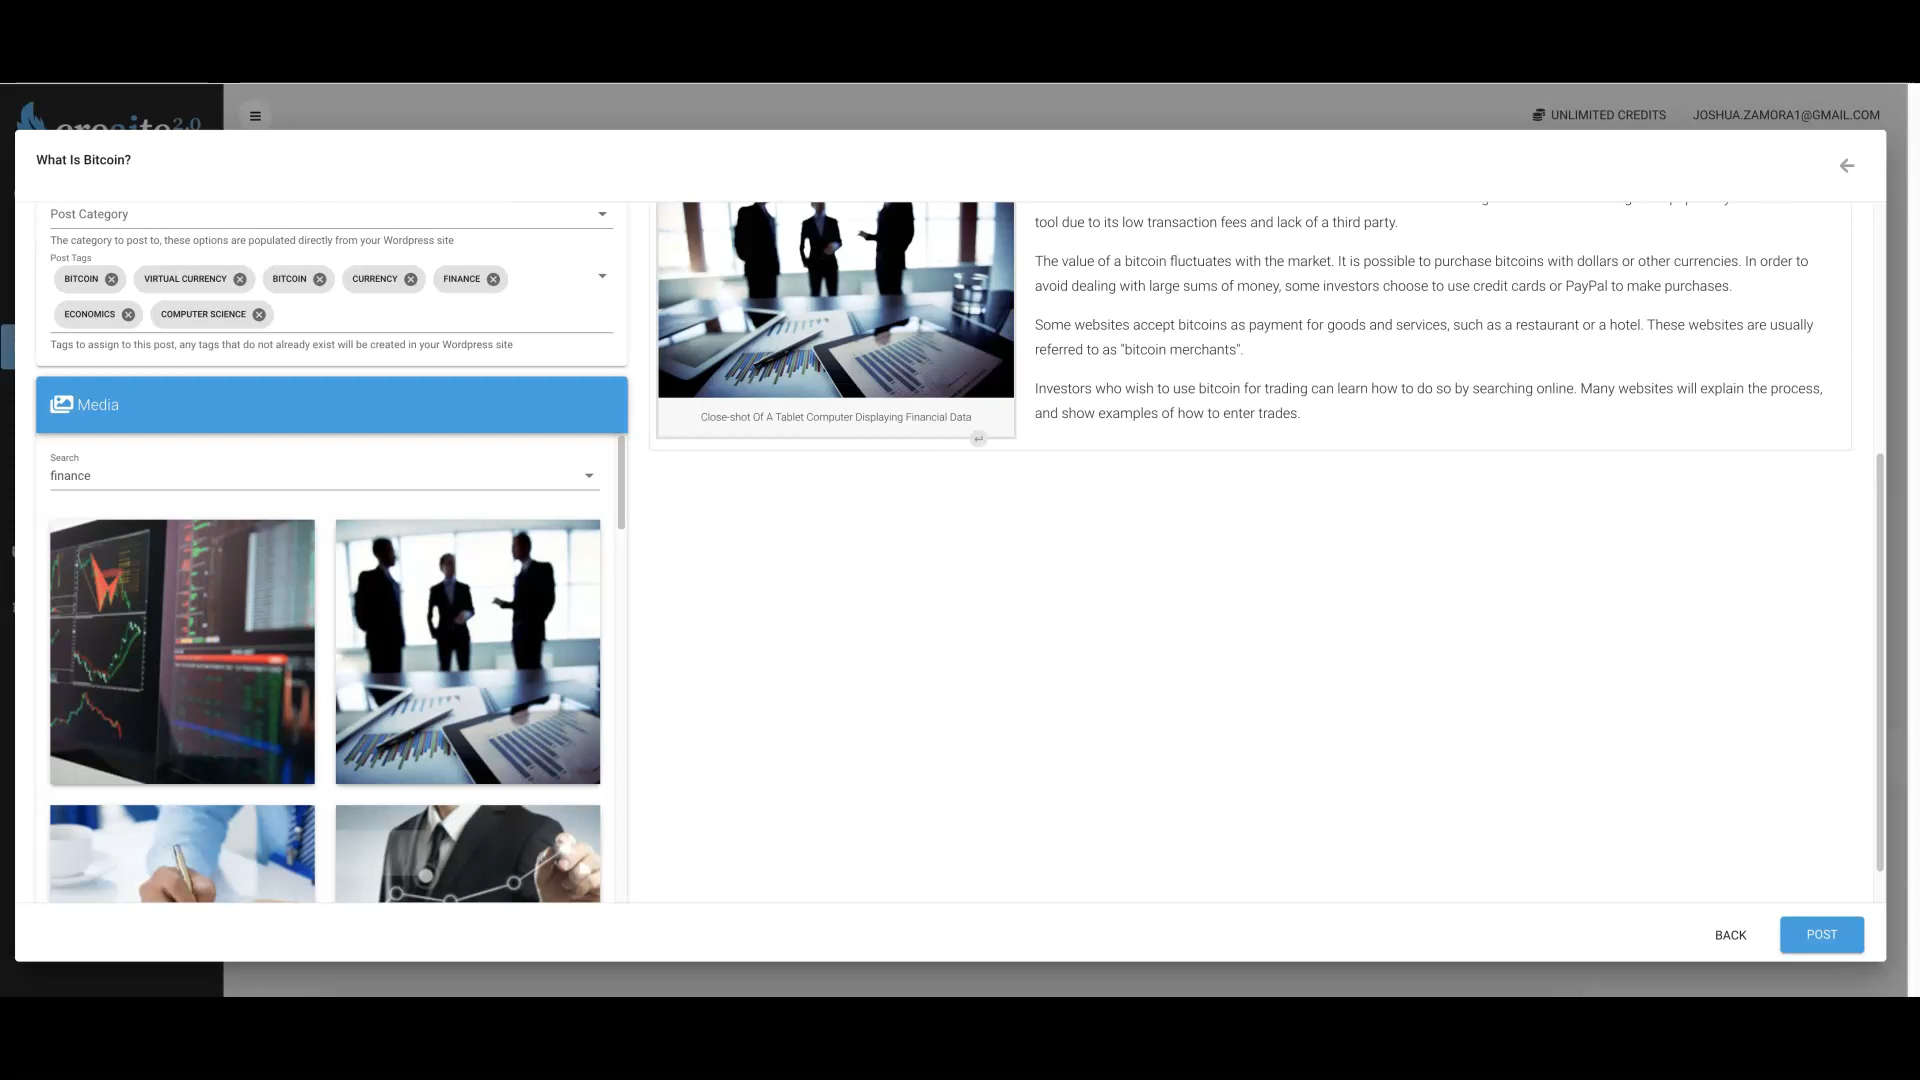 UNLIMITED CREDITS JOSHUA.ZAMORA1@GMAIL.COM
What Is Bitcoin?
Post Category
The category to post to, these options are populated directly from your Wordpress site
Post Tags
BITCOIN VIRTUAL CURRENCY BITCOIN CURRENCY FINANCE
ECONOMICS COMPUTER SCIENCE
Tags to assign to this post, any tags that do not already exist will be created in your Wordpress site
Media
Search
finance
Close-shot Of A Tablet Computer Displaying Financial Data
tool due to its low transaction fees and lack of a third party.
The value of a bitcoin fluctuates with the market. It is possible to purchase bitcoins with dollars or other currencies. In order to
avoid dealing with large sums of money, some investors choose to use credit cards or PayPal to make purchases.
Some websites accept bitcoins as payment for goods and services, such as a restaurant or a hotel. These websites are usually
referred to as "bitcoin merchants".
Investors who wish to use bitcoin for trading can learn how to do so by searching online. Many websites will explain the process,
and show examples of how to enter trades.
BACK POST